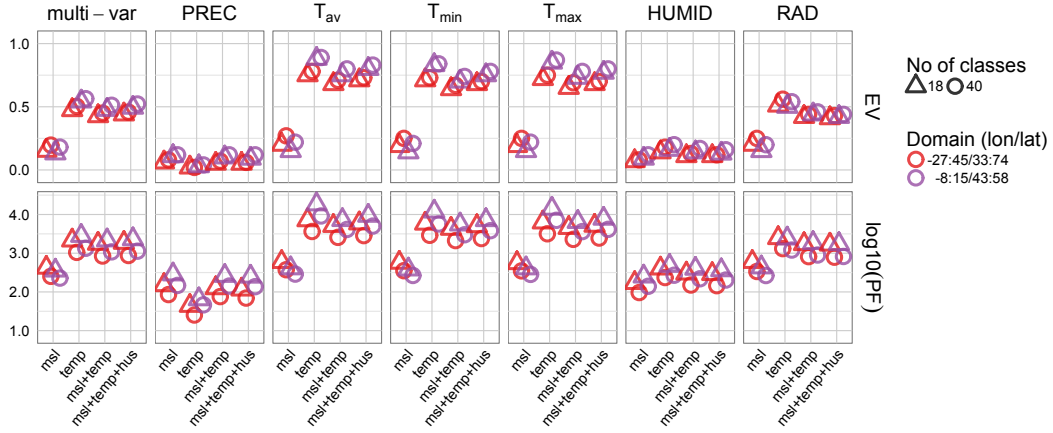 multi – var PREC Tav Tmin Tmax HUMID RAD
1.0
0.5
0.0
EV
4.0
3.0
2.0
1.0
log10(PF)
msl temp msl+temp msl+temp+hus msl temp msl+temp msl+temp+hus msl temp msl+temp msl+temp+hus msl temp msl+temp msl+temp+hus msl temp msl+temp msl+temp+hus msl temp msl+temp msl+temp+hus msl temp msl+temp msl+temp+hus
No of classes
18 40
Domain (lon/lat)
-27:45/33:74
-8:15/43:58